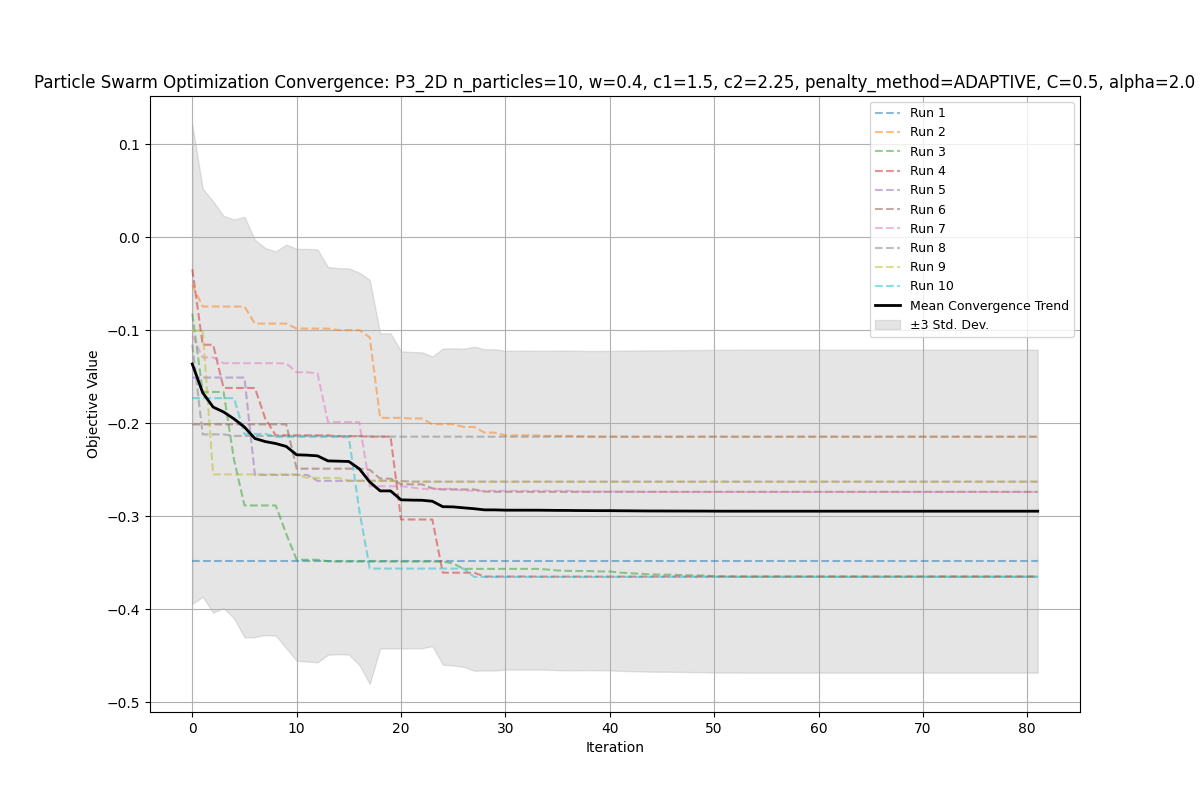 Particle Swarm Optimization Convergence: P3_2D n_particles=10, w=0.4, c1=1.5, c2=2.25, penalty_method=ADAPTIVE, C=0.5, alpha=2.0
Run 1
Run 2
Run 3
Run 4
Run 5
Run 6
Run 7
Run 8
Run 9
Run 10
Mean Convergence Trend
±3 Std. Dev.
Objective Value
0.1
0.0
−0.1
−0.2
−0.3
−0.4
−0.5
0 10 20 30 40 50 60 70 80
Iteration